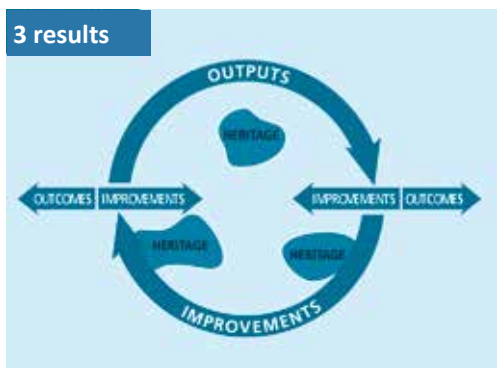 3 results
OUTPUTS
HERITAGE
OUTCOMES IMPROVEMENTS
IMPROVEMENTS OUTCOMES
HERITAGE
HERITAGE
IMPROVEMENTS